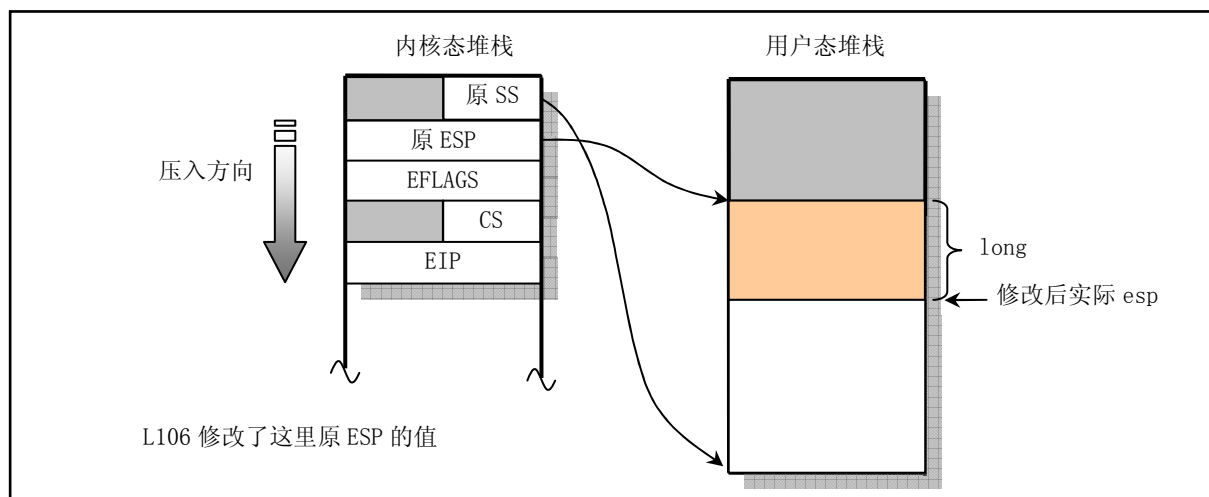 内核态堆栈
用户态堆栈
原 SS
原 ESP
压入方向
EFLAGS
CS
EIP
long
修改后实际 esp
L106 修改了这里原 ESP 的值